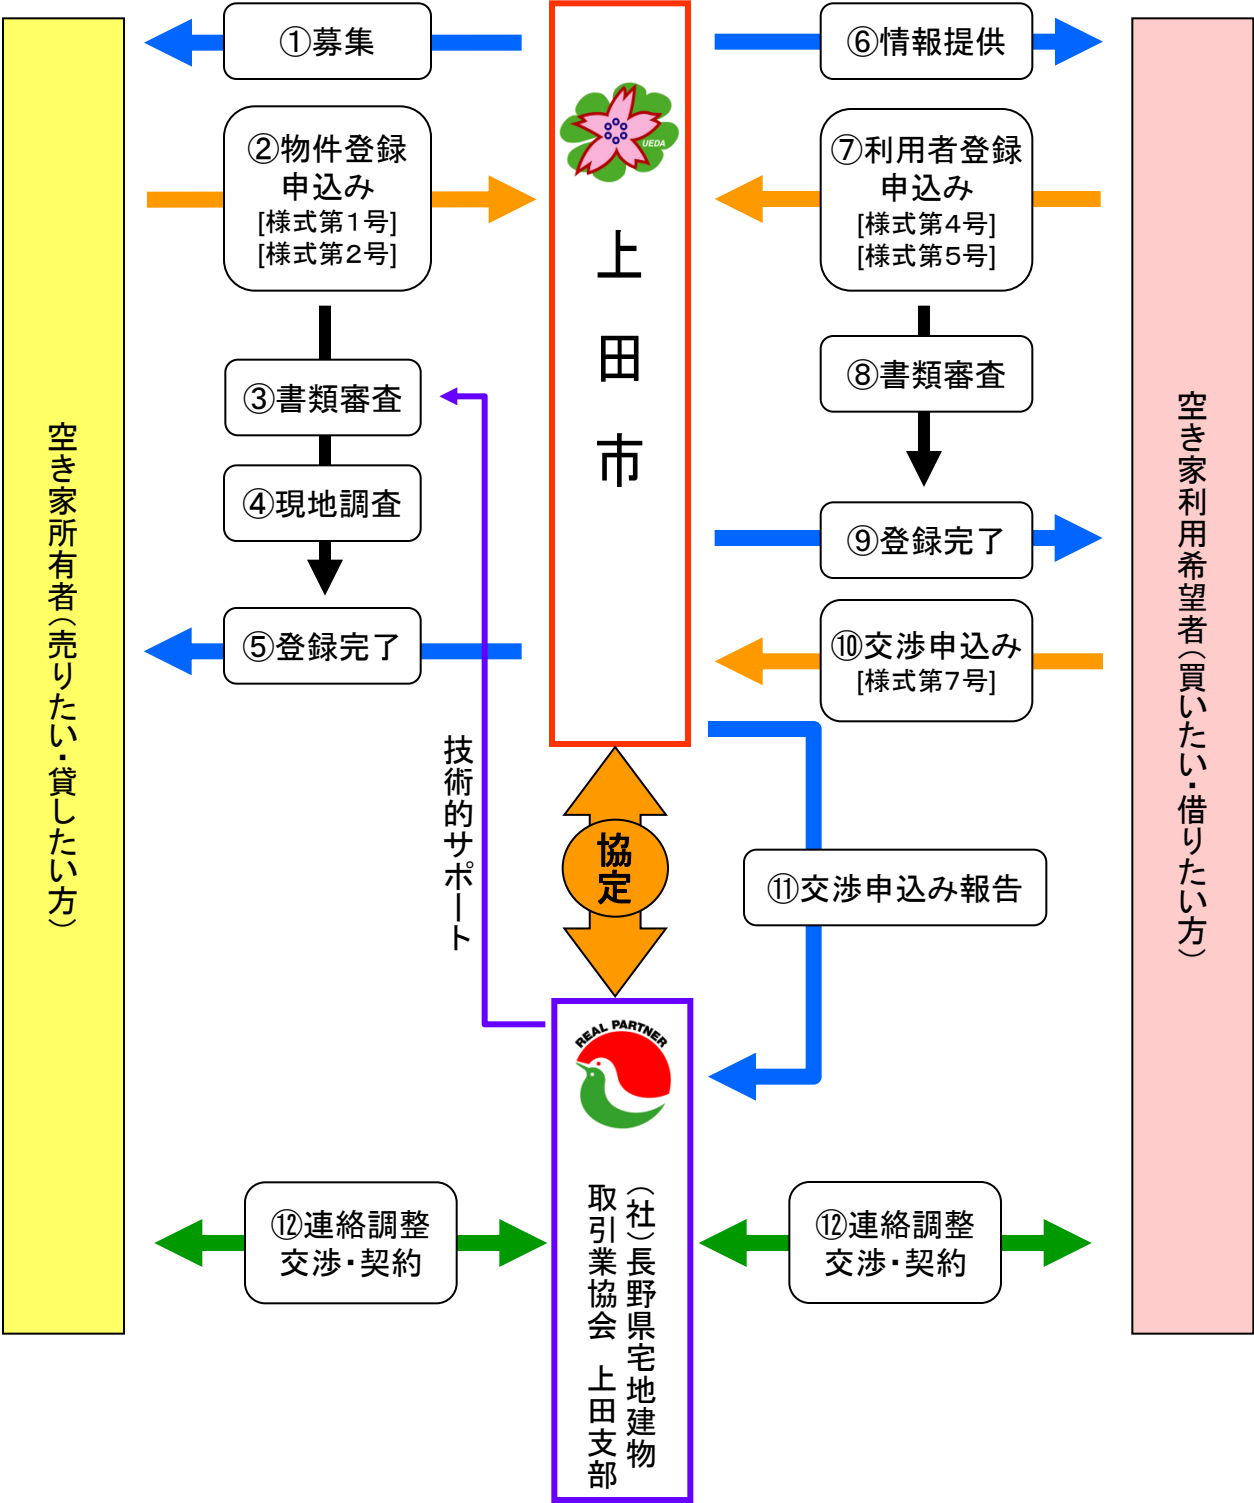 ①募集
②物件登録
申込み
[様式第１号]
[様式第２号]
③書類審査
④現地調査
⑤登録完了
空き家所有者（売りたい・貸したい方）
技術的サポート
UEDA
上田市
協定
REAL PARTNER
（社）長野県宅地建物
取引業協会 上田支部
⑥情報提供
⑦利用者登録
申込み
[様式第４号]
[様式第５号]
⑧書類審査
⑨登録完了
⑩交渉申込み
[様式第７号]
⑪交渉申込み報告
空き家利用希望者（買いたい・借りたい方）
⑫連絡調整
交渉・契約
⑫連絡調整
交渉・契約